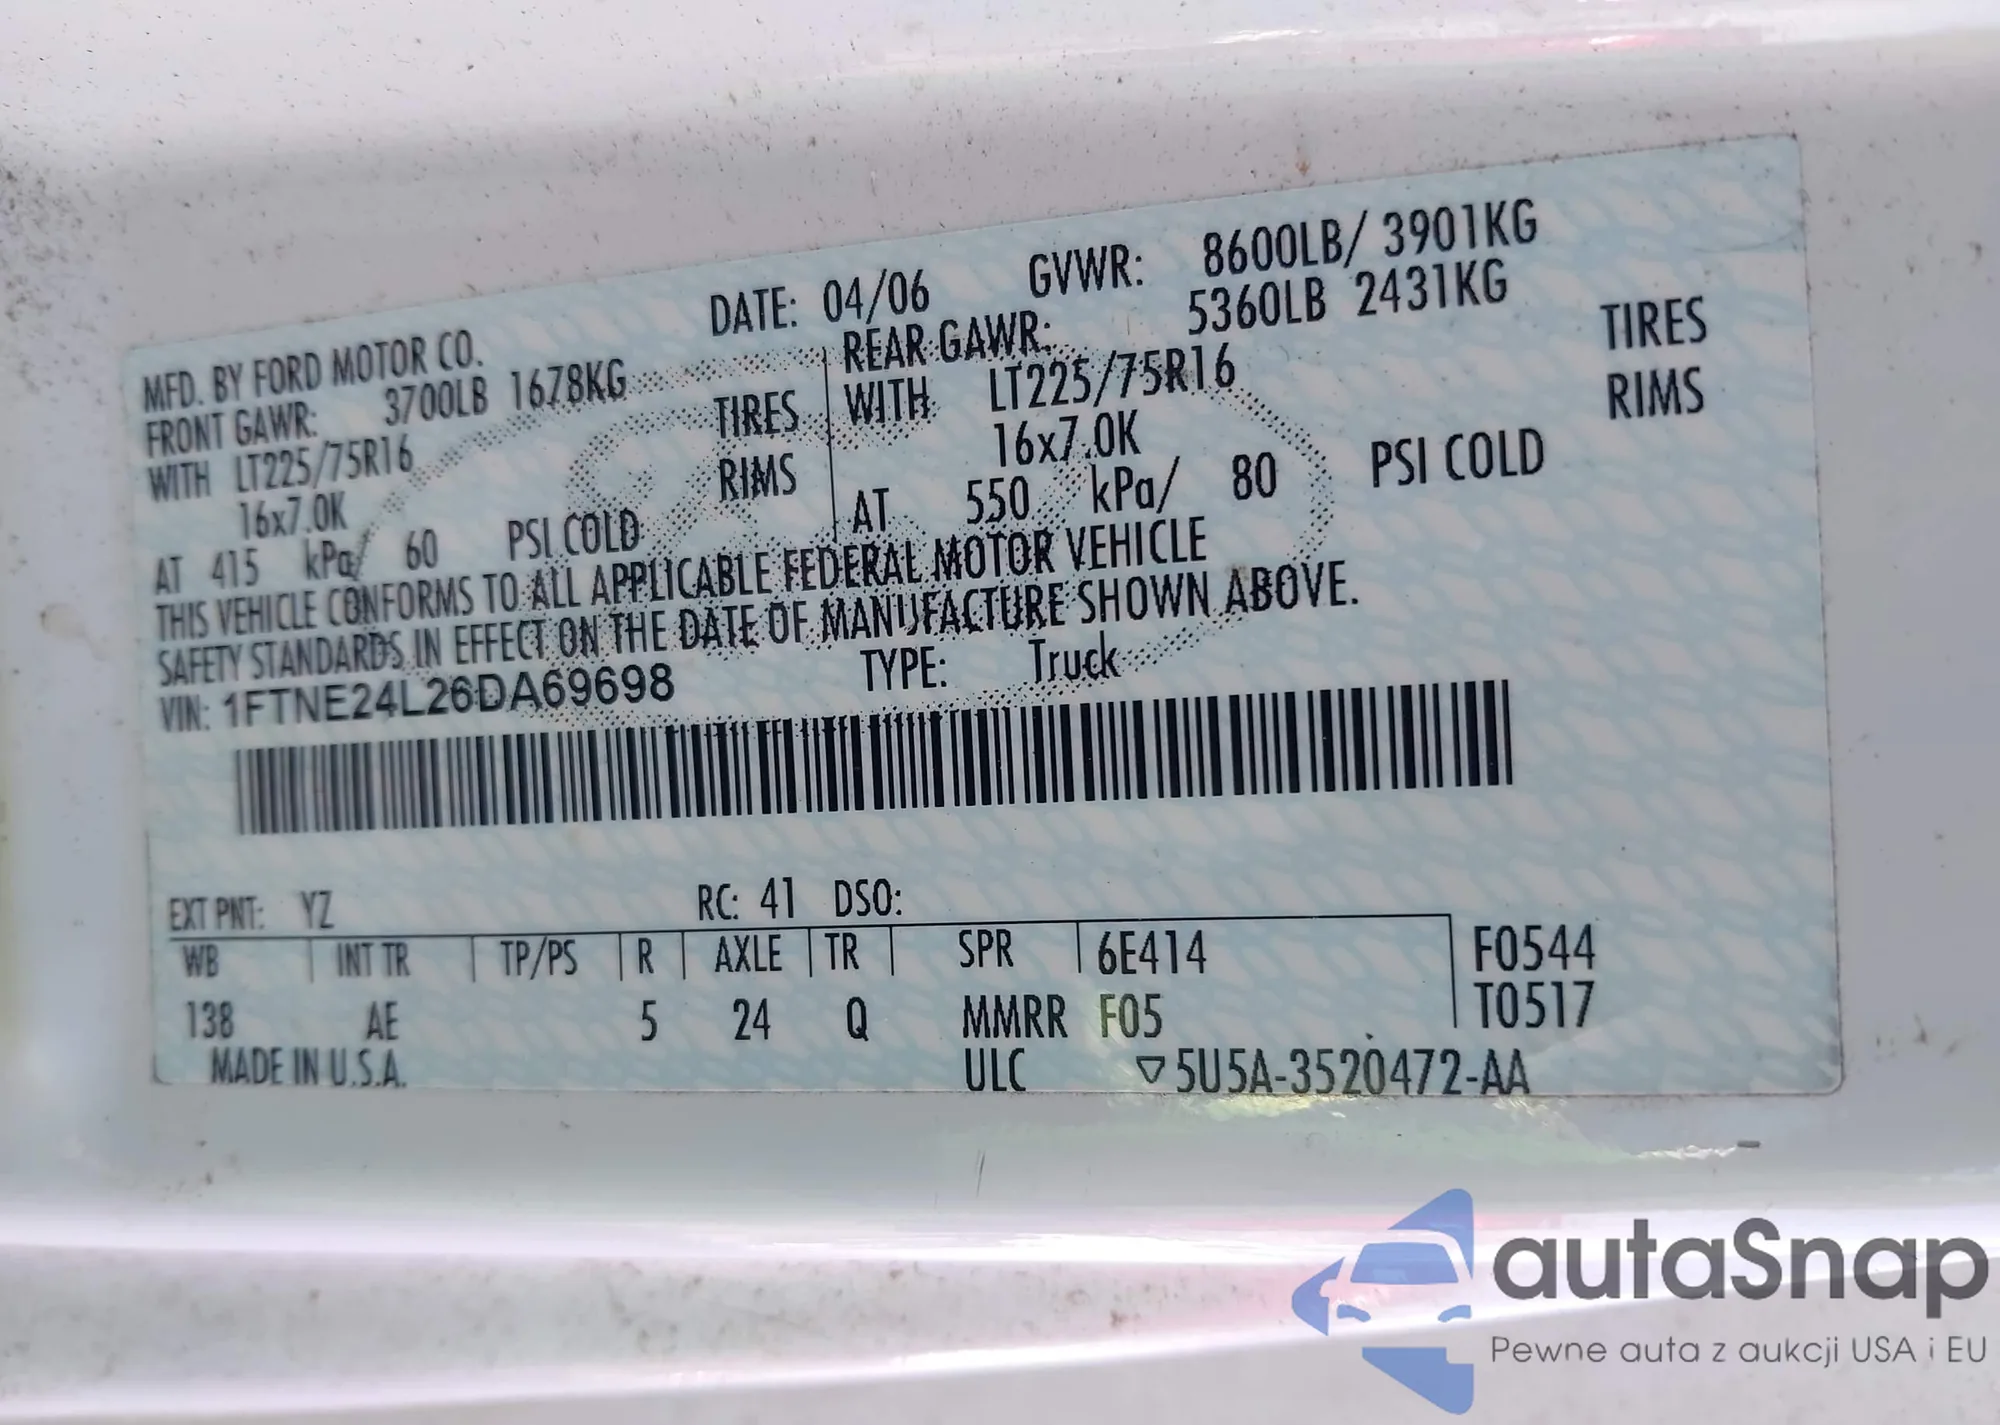 MFD. BY FORD MOTOR CO. DATE: 04/06 GVWR: 8600LB/ 3901KG
FRONT GAWR: 3700LB 1678KG REAR GAWR: 5360LB 2431KG
WITH LT225/75R16 TIRES WITH LT225/75R16 TIRES
16x7.0K RIMS 16x7.0K RIMS
AT 415 kPa/ 60 PSI COLD AT 550 kPa/ 80 PSI COLD
THIS VEHICLE CONFORMS TO ALL APPLICABLE FEDERAL MOTOR VEHICLE
SAFETY STANDARDS IN EFFECT ON THE DATE OF MANUFACTURE SHOWN ABOVE.
VIN: 1FTNE24L26DA69698 TYPE: Truck
EXT PNT: YZ RC: 41 DSO:
WB INT TR TP/PS R AXLE TR SPR 6E414 F0544
138 AE 5 24 Q MMRR F05 T0517
MADE IN U.S.A. ULC ▽5U5A-3520472-AA
autaSnap
Pewne auta z aukcji USA i EU